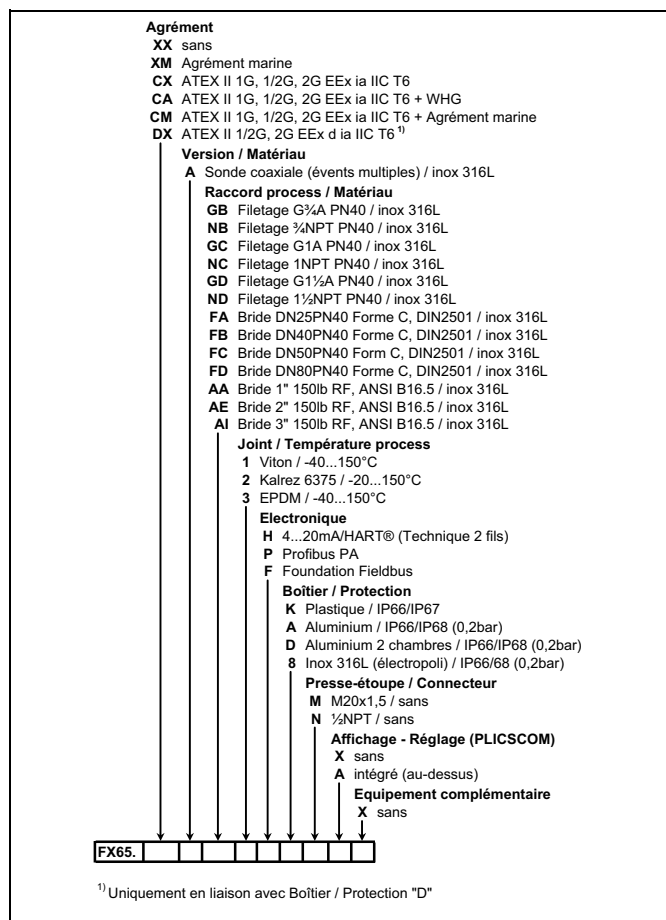 Agrément
XX sans
XM Agrément marine
CX ATEX II 1G, 1/2G, 2G EEx ia IIC T6
CA ATEX II 1G, 1/2G, 2G EEx ia IIC T6 + WHG
CM ATEX II 1G, 1/2G, 2G EEx ia IIC T6 + Agrément marine
DX ATEX II 1/2G, 2G EEx d ia IIC T6 1)
Version / Matériau
A Sonde coaxiale (évents multiples) / inox 316L
Raccord process / Matériau
GB Filetage G¾A PN40 / inox 316L
NB Filetage ¾NPT PN40 / inox 316L
GC Filetage G1A PN40 / inox 316L
NC Filetage 1NPT PN40 / inox 316L
GD Filetage G1½A PN40 / inox 316L
ND Filetage 1½NPT PN40 / inox 316L
FA Bride DN25PN40 Forme C, DIN2501 / inox 316L
FB Bride DN40PN40 Forme C, DIN2501 / inox 316L
FC Bride DN50PN40 Form C, DIN2501 / inox 316L
FD Bride DN80PN40 Forme C, DIN2501 / inox 316L
AA Bride 1" 150lb RF, ANSI B16.5 / inox 316L
AE Bride 2" 150lb RF, ANSI B16.5 / inox 316L
AI Bride 3" 150lb RF, ANSI B16.5 / inox 316L
Joint / Température process
1 Viton / -40...150°C
2 Kalrez 6375 / -20...150°C
3 EPDM / -40...150°C
Electronique
H 4...20mA/HART® (Technique 2 fils)
P Profibus PA
F Foundation Fieldbus
Boîtier / Protection
K Plastique / IP66/IP67
A Aluminium / IP66/IP68 (0,2bar)
D Aluminium 2 chambres / IP66/IP68 (0,2bar)
8 Inox 316L (électropoli) / IP66/68 (0,2bar)
Presse-étoupe / Connecteur
M M20x1,5 / sans
N ½NPT / sans
Affichage - Réglage (PLICSCOM)
X sans
A intégré (au-dessus)
Equipement complémentaire
X sans
FX65.
1) Uniquement en liaison avec Boîtier / Protection "D"